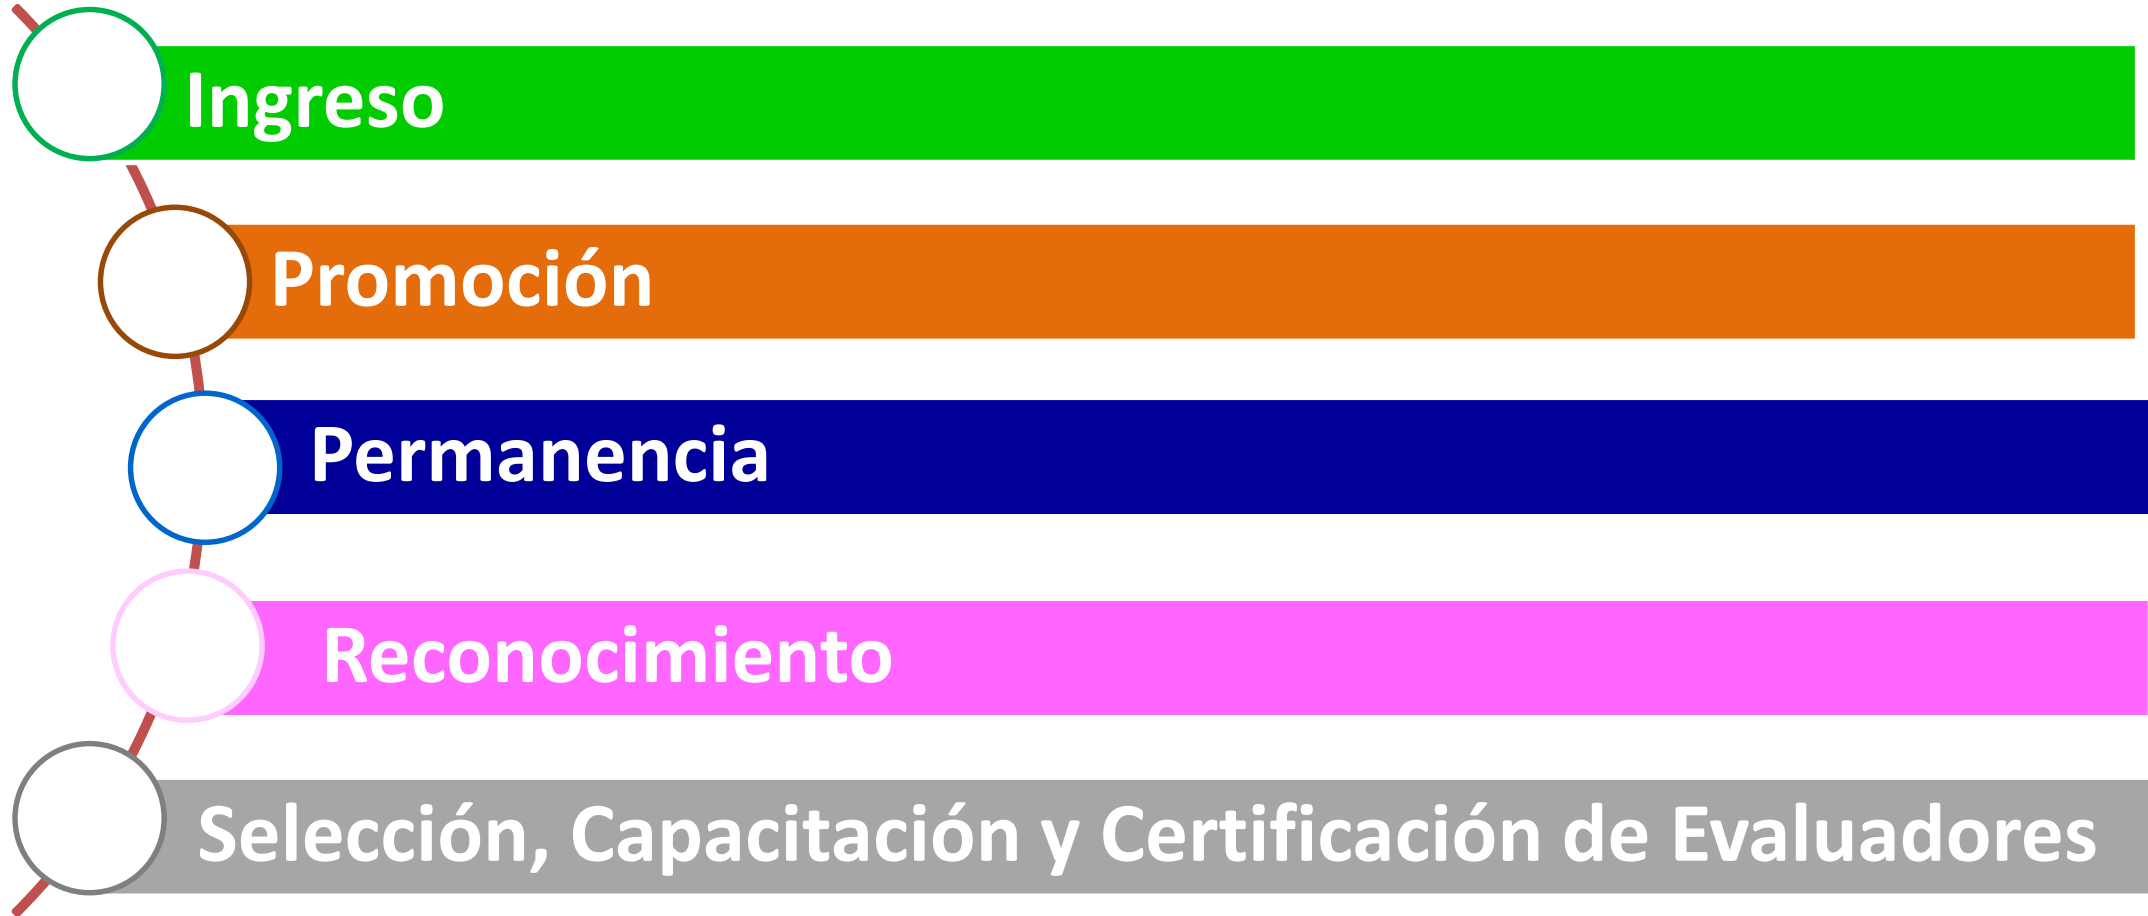 Ingreso
Promoción
Permanencia
Reconocimiento
Selección, Capacitación y Certificación de Evaluadores